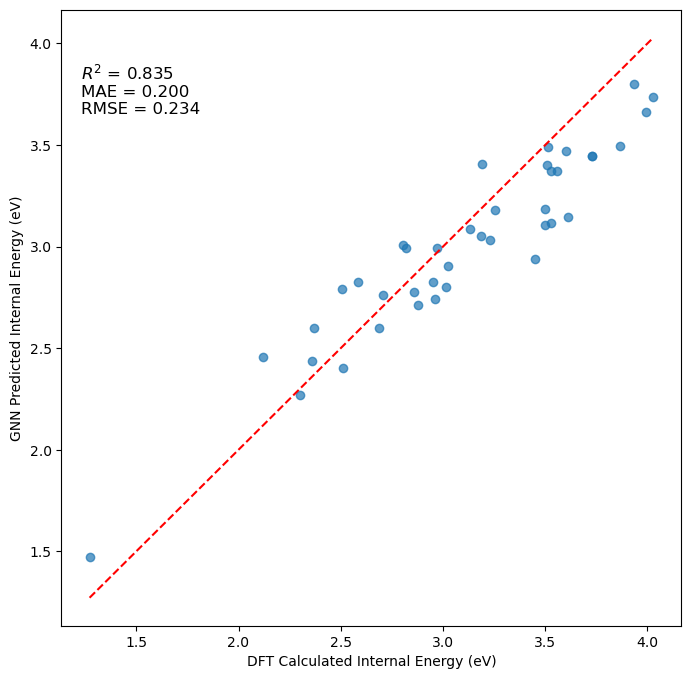 R² = 0.835
MAE = 0.200
RMSE = 0.234
4.0
3.5
3.0
2.5
2.0
1.5
GNN Predicted Internal Energy (eV)
1.5 2.0 2.5 3.0 3.5 4.0
DFT Calculated Internal Energy (eV)